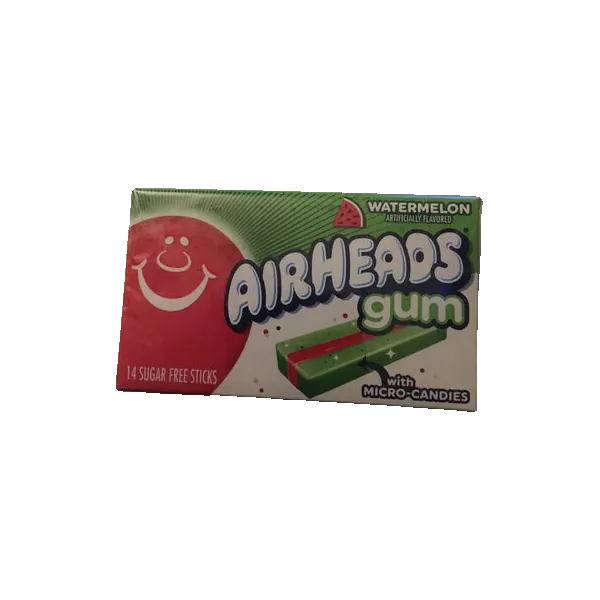 WATERMELON
ARTIFICIALLY FLAVORED
AIRHEADS
gum
14 SUGAR FREE STICKS
with
MICRO-CANDIES